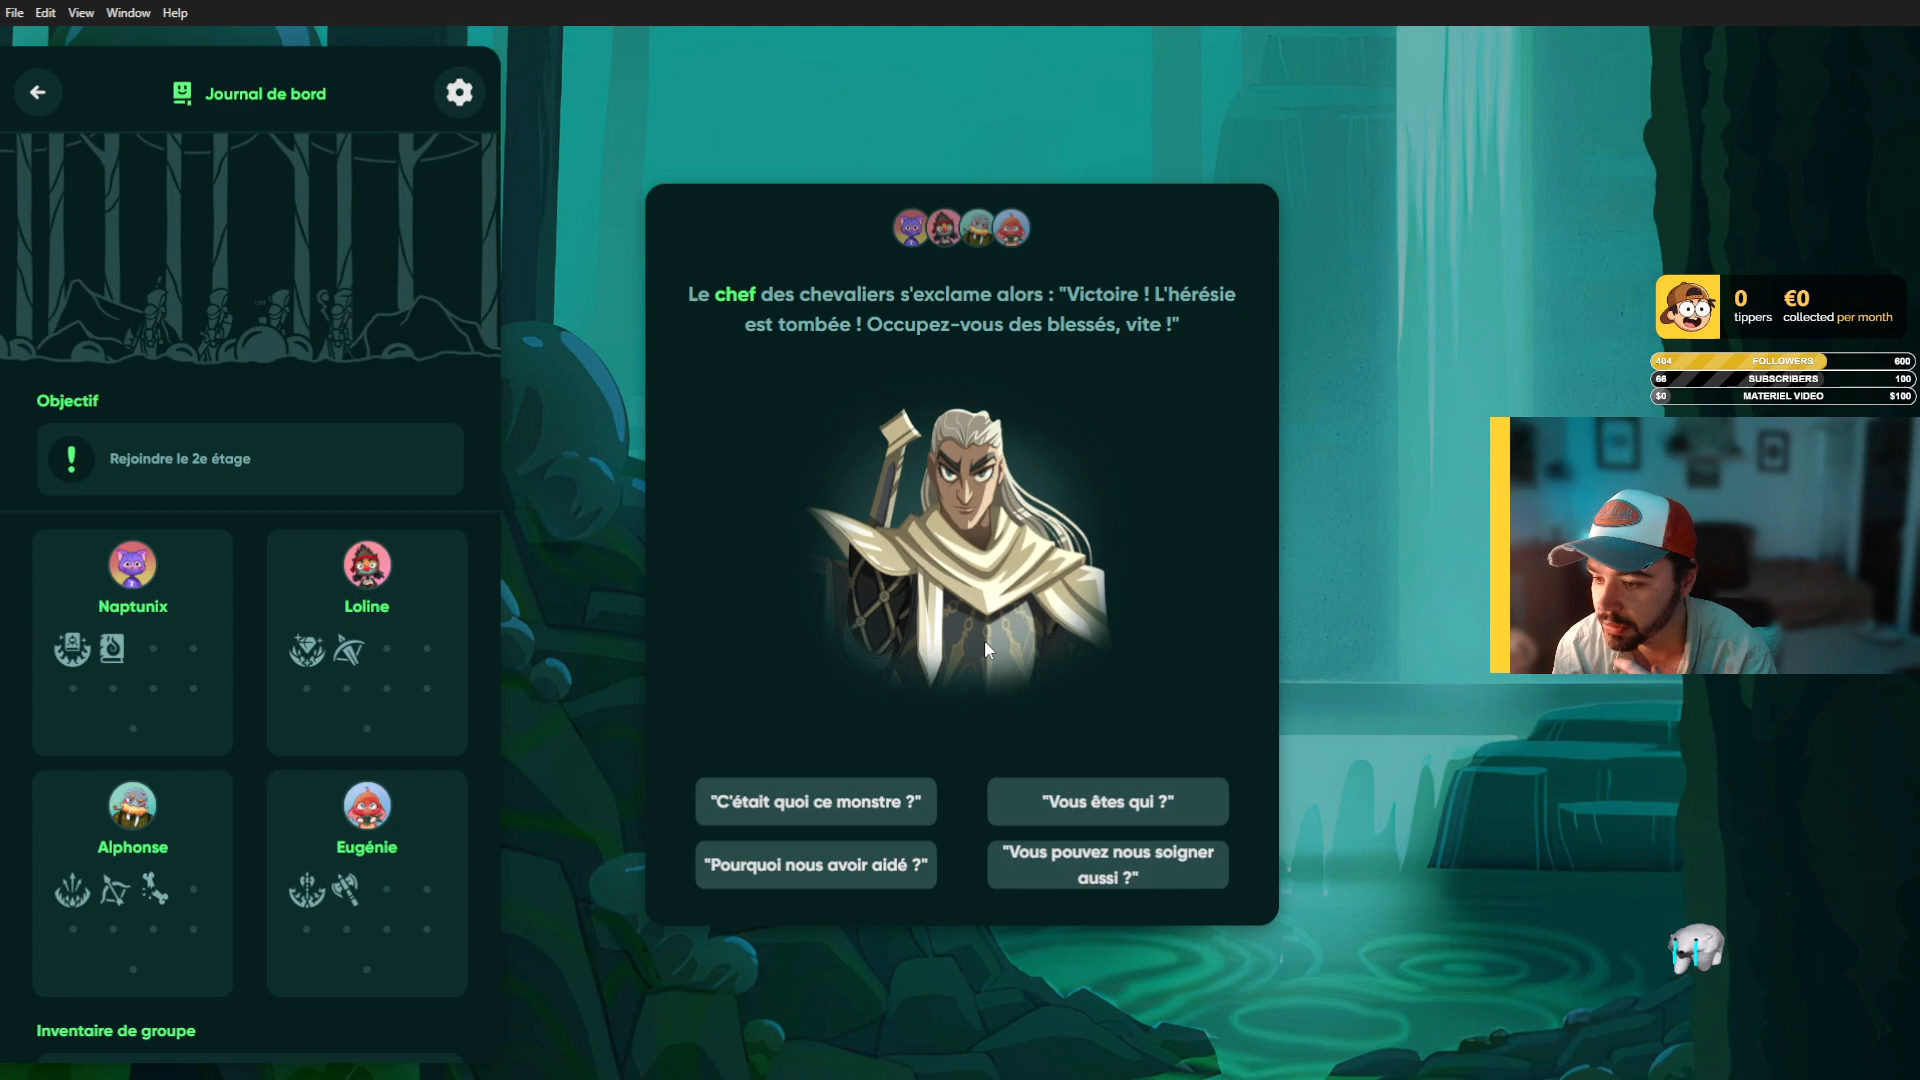 File Edit View Window Help
Journal de bord
Objectif
Rejoindre le 2e étage
Naptunix
Loline
Alphonse
Eugénie
Inventaire de groupe
Le chef des chevaliers s'exclame alors : "Victoire ! L'hérésie
est tombée ! Occupez-vous des blessés, vite !"
"C'était quoi ce monstre ?"
"Vous êtes qui ?"
"Pourquoi nous avoir aidé ?"
"Vous pouvez nous soigner
aussi ?"
0 €0
tippers collected per month
404 FOLLOWERS 600
66 SUBSCRIBERS 100
$0 MATERIEL VIDEO $100